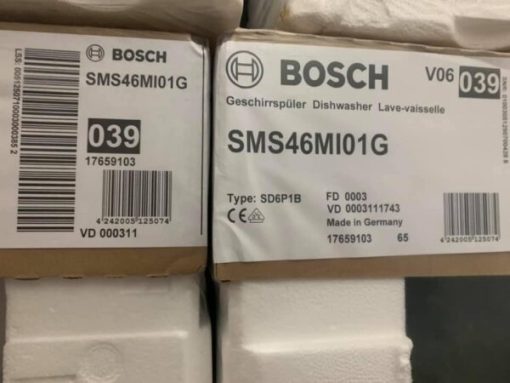 BOSCH
SMS46MI01G
039
17659103
4 242005 125074
VD 000311
BOSCH
V06 039
Geschirrspüler Dishwasher Lave-vaisselle
SMS46MI01G
Type: SD6P1B
FD 0003
VD 0003111743
CE
Made in Germany
17659103 65
4 242005 125074